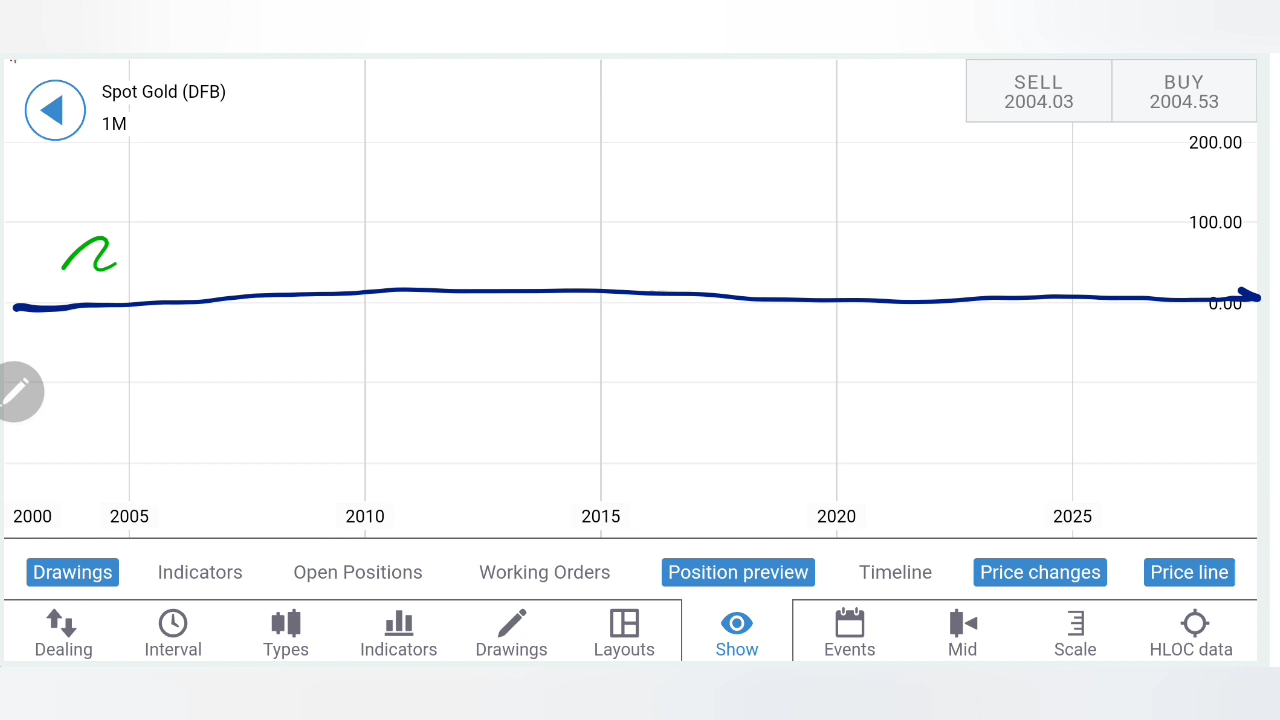 Spot Gold (DFB)
1M
SELL BUY
2004.03 2004.53
200.00
100.00
0.00
2000 2005 2010 2015 2020 2025
Drawings Indicators Open Positions Working Orders Position preview Timeline Price changes Price line
Dealing Interval Types Indicators Drawings Layouts Show Events Mid Scale HLOC data